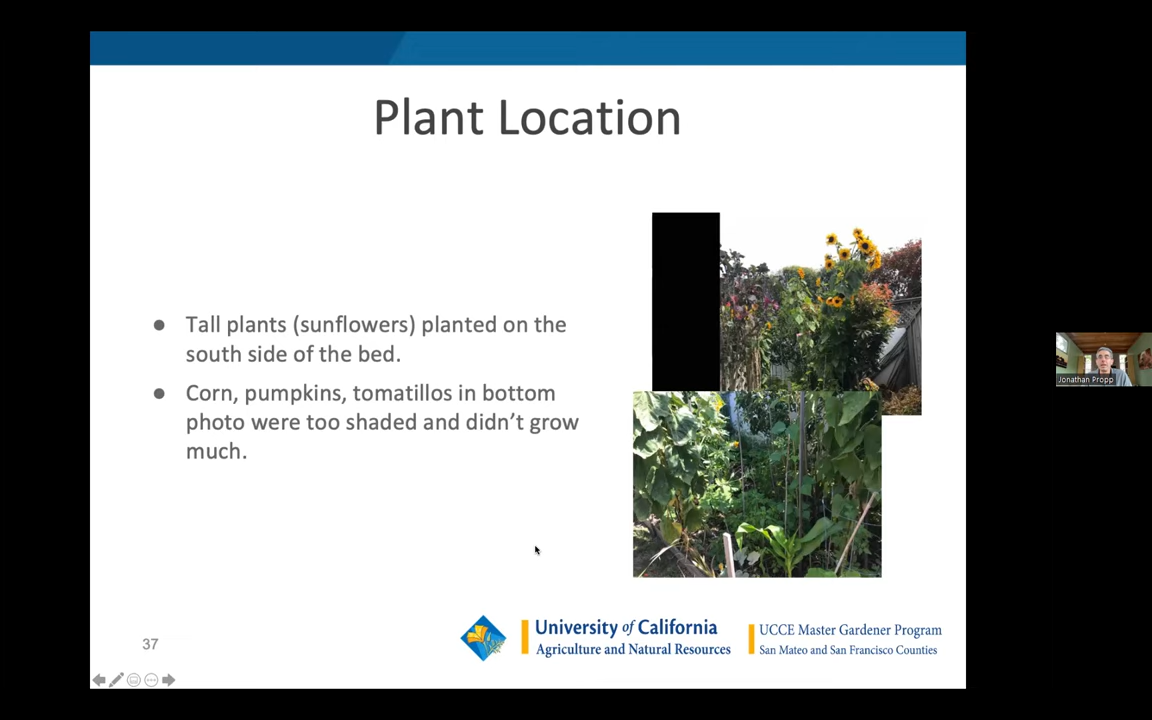 Plant Location
● Tall plants (sunflowers) planted on the
south side of the bed.
● Corn, pumpkins, tomatillos in bottom
photo were too shaded and didn’t grow
much.
Jonathan Propp
University of California
Agriculture and Natural Resources
UCCE Master Gardener Program
San Mateo and San Francisco Counties
37